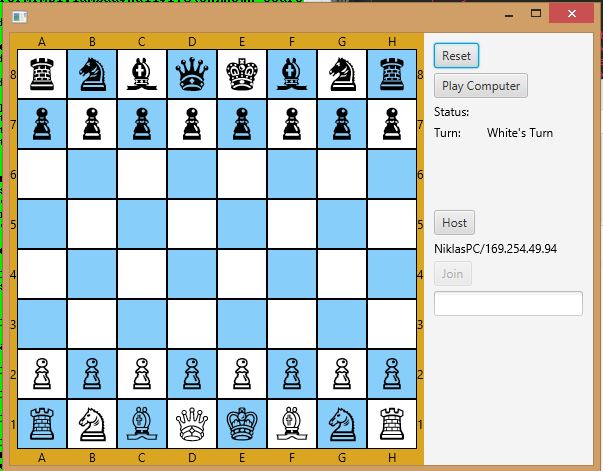 A B C D E F G H
8 8
7 7
6 6
5 5
4 4
3 3
2 2
1 1
A B C D E F G H
Reset
Play Computer
Status:
Turn: White's Turn
Host
NiklasPC/169.254.49.94
Join